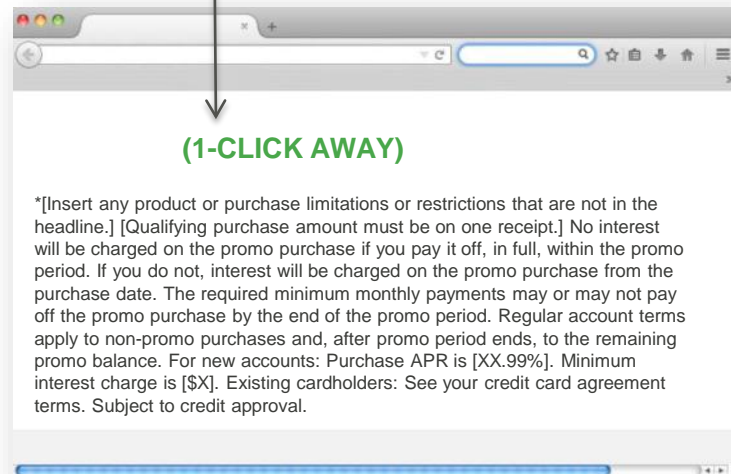 (1-CLICK AWAY)
*[Insert any product or purchase limitations or restrictions that are not in the
headline.] [Qualifying purchase amount must be on one receipt.] No interest
will be charged on the promo purchase if you pay it off, in full, within the promo
period. If you do not, interest will be charged on the promo purchase from the
purchase date. The required minimum monthly payments may or may not pay
off the promo purchase by the end of the promo period. Regular account terms
apply to non-promo purchases and, after promo period ends, to the remaining
promo balance. For new accounts: Purchase APR is [XX.99%]. Minimum
interest charge is [$X]. Existing cardholders: See your credit card agreement
terms. Subject to credit approval.